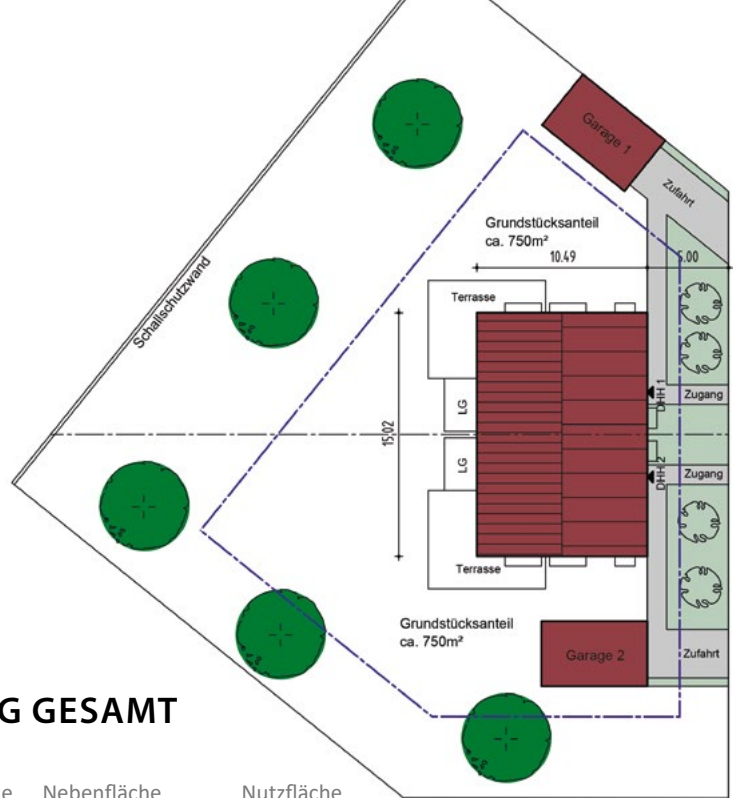 Garage 1
Zufahrt
Grundstücksanteil
ca. 750m²
10.49
5.00
Schallschutzwand
Terrasse
LG
DHH 1
Zugang
15.02
LG
DHH 2
Zugang
Terrasse
Grundstücksanteil
ca. 750m²
Garage 2
Zufahrt
G GESAMT
e Nebenfläche Nutzfläche